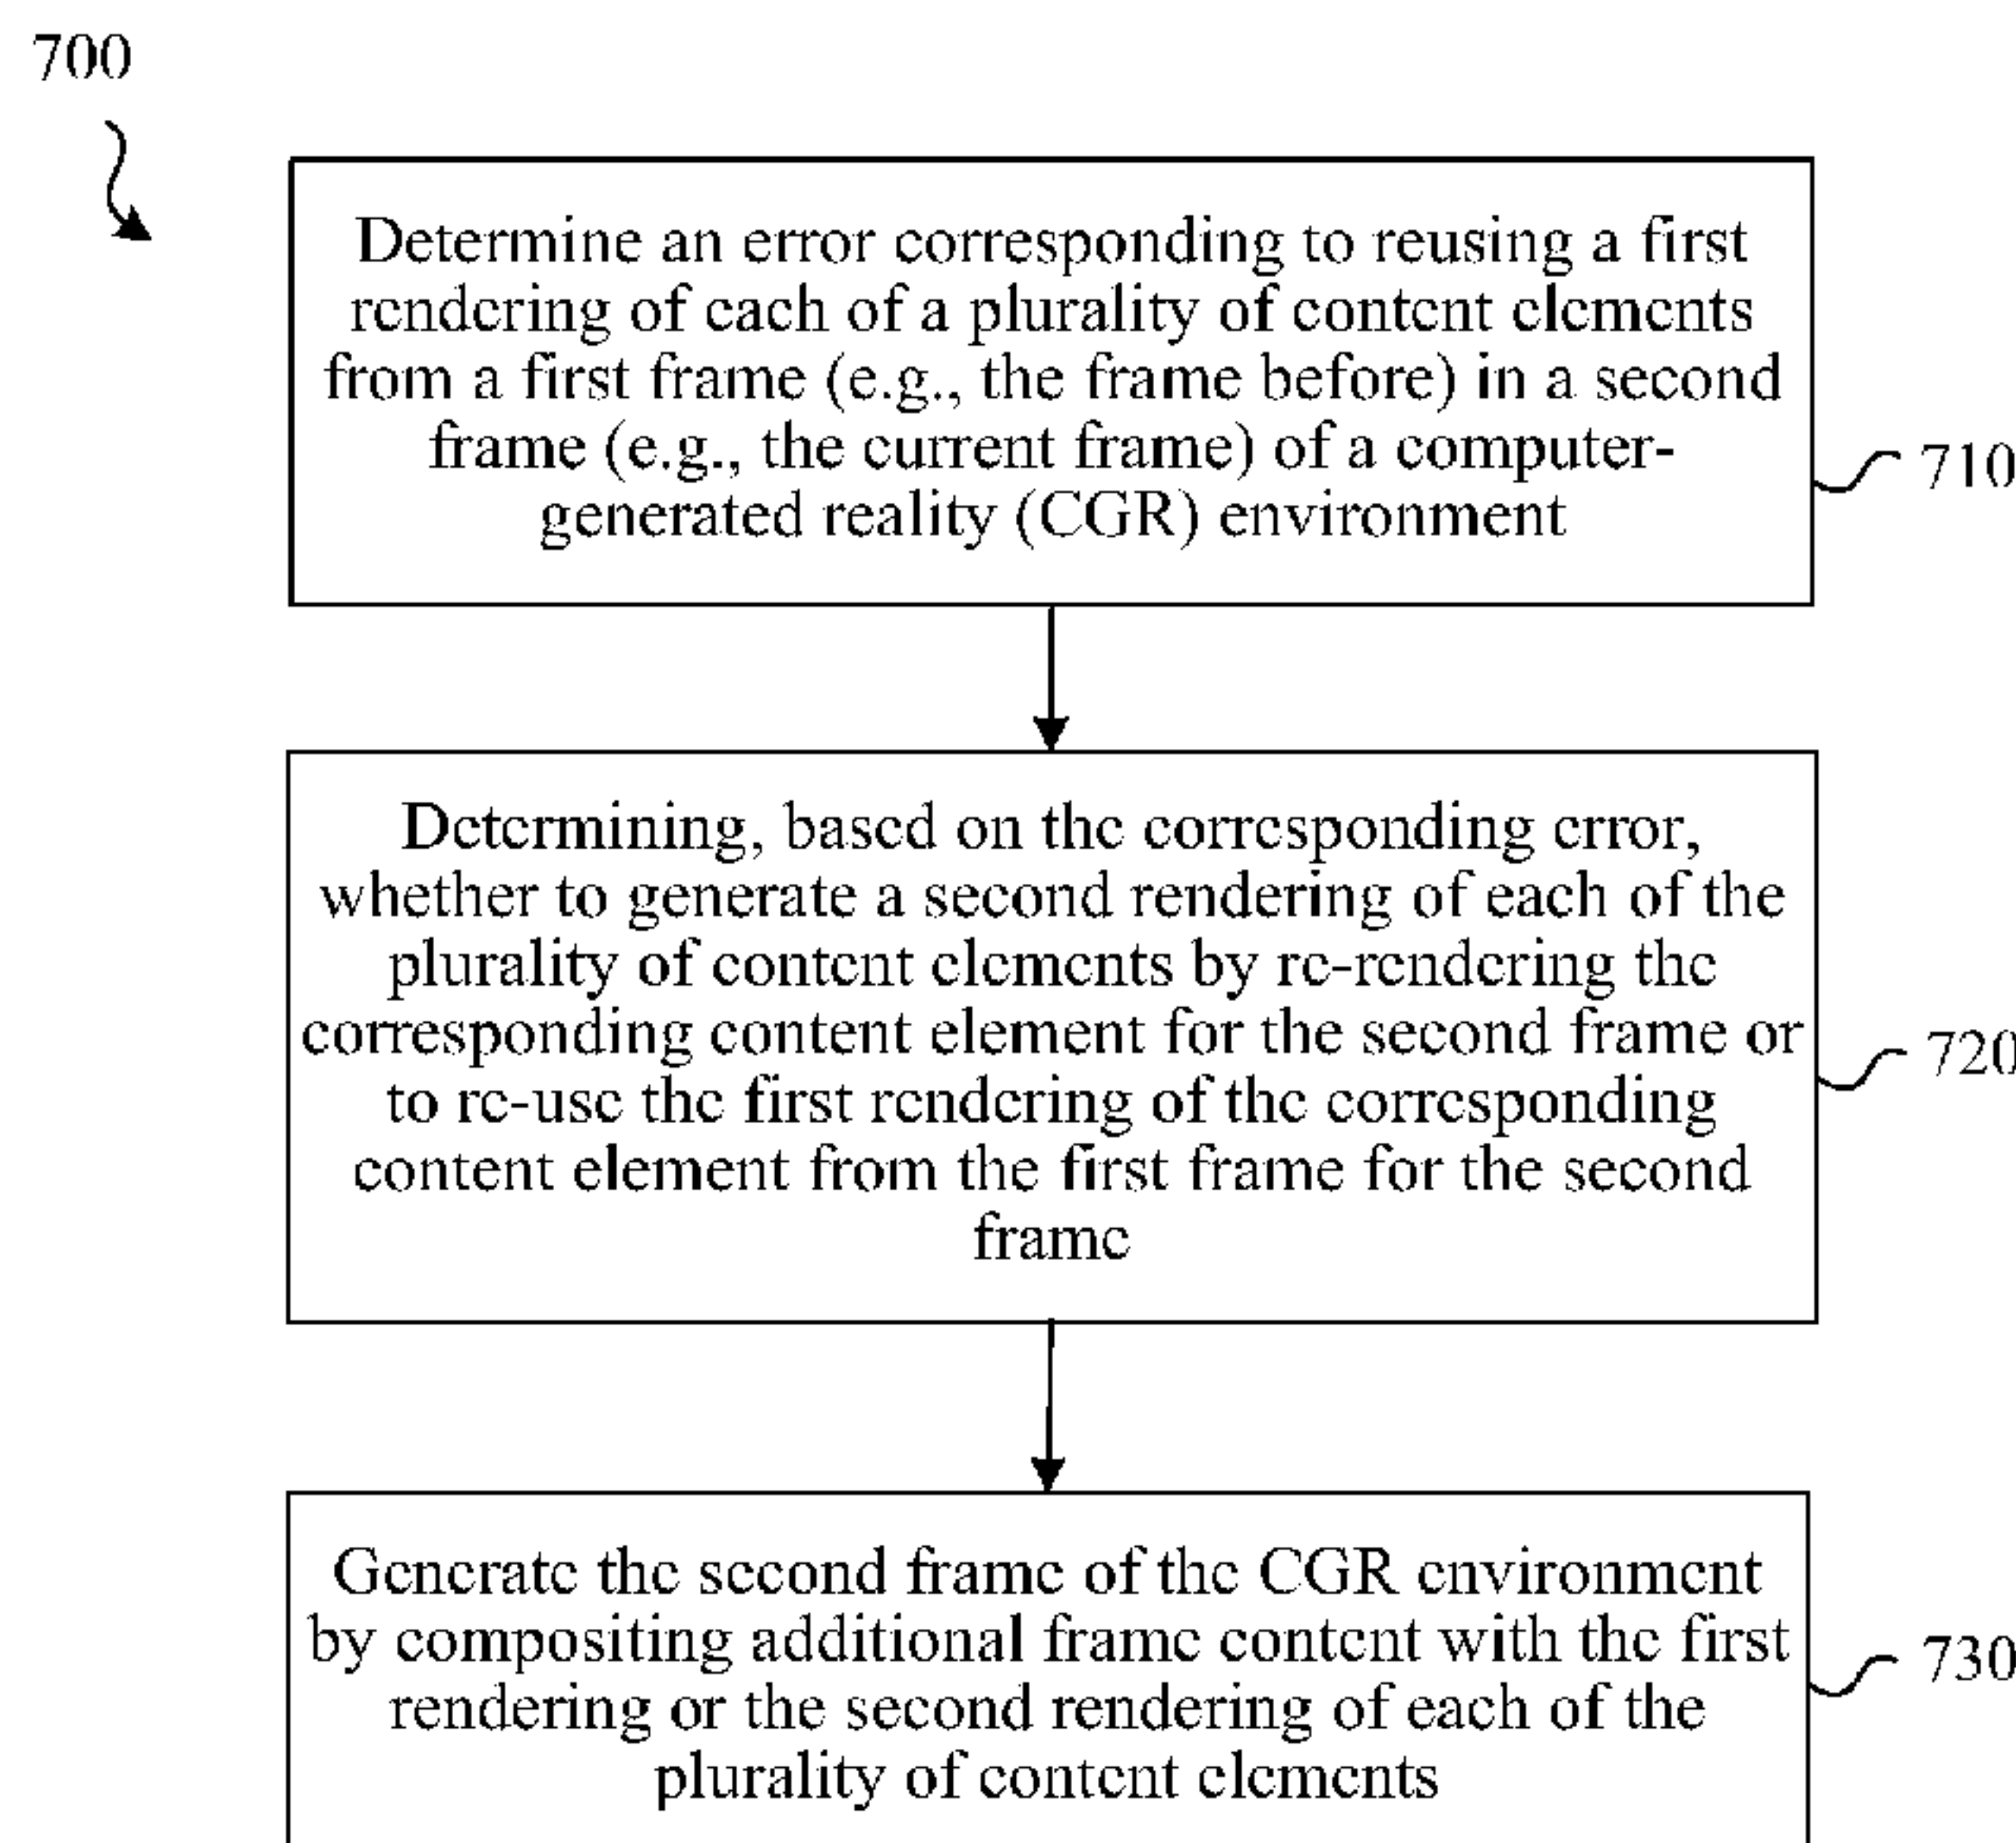 700
Determine an error corresponding to reusing a first
rendering of each of a plurality of content elements
from a first frame (e.g., the frame before) in a second
frame (e.g., the current frame) of a computer-
generated reality (CGR) environment
710
Determining, based on the corresponding error,
whether to generate a second rendering of each of the
plurality of content elements by re-rendering the
corresponding content element for the second frame or
to re-use the first rendering of the corresponding
content element from the first frame for the second
frame
720
Generate the second frame of the CGR environment
by compositing additional frame content with the first
rendering or the second rendering of each of the
plurality of content elements
730